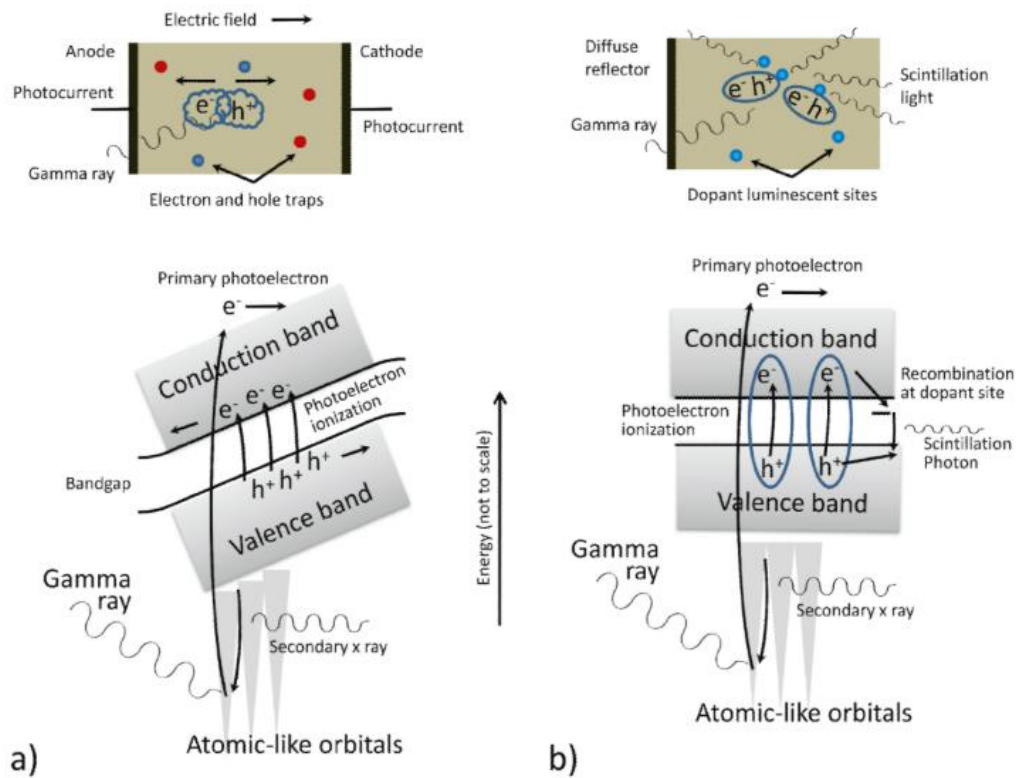 Electric field
Anode
Cathode
Photocurrent
e⁻ h⁺
Photocurrent
Gamma ray
Electron and hole traps
Primary photoelectron
e⁻
Conduction band
e⁻ e⁻ e⁻
Photoelectron
ionization
Bandgap
h⁺ h⁺ h⁺
Valence band
Gamma
ray
Secondary x ray
Atomic-like orbitals
a)
Energy (not to scale)
Diffuse
reflector
Scintillation
light
e⁻ h⁺
e⁻ h⁺
Gamma ray
Dopant luminescent sites
Primary photoelectron
e⁻
Conduction band
e⁻ e⁻
Recombination
at dopant site
Photoelectron
ionization
Scintillation
Photon
h⁺ h⁺
Valence band
Gamma
ray
Secondary x ray
Atomic-like orbitals
b)